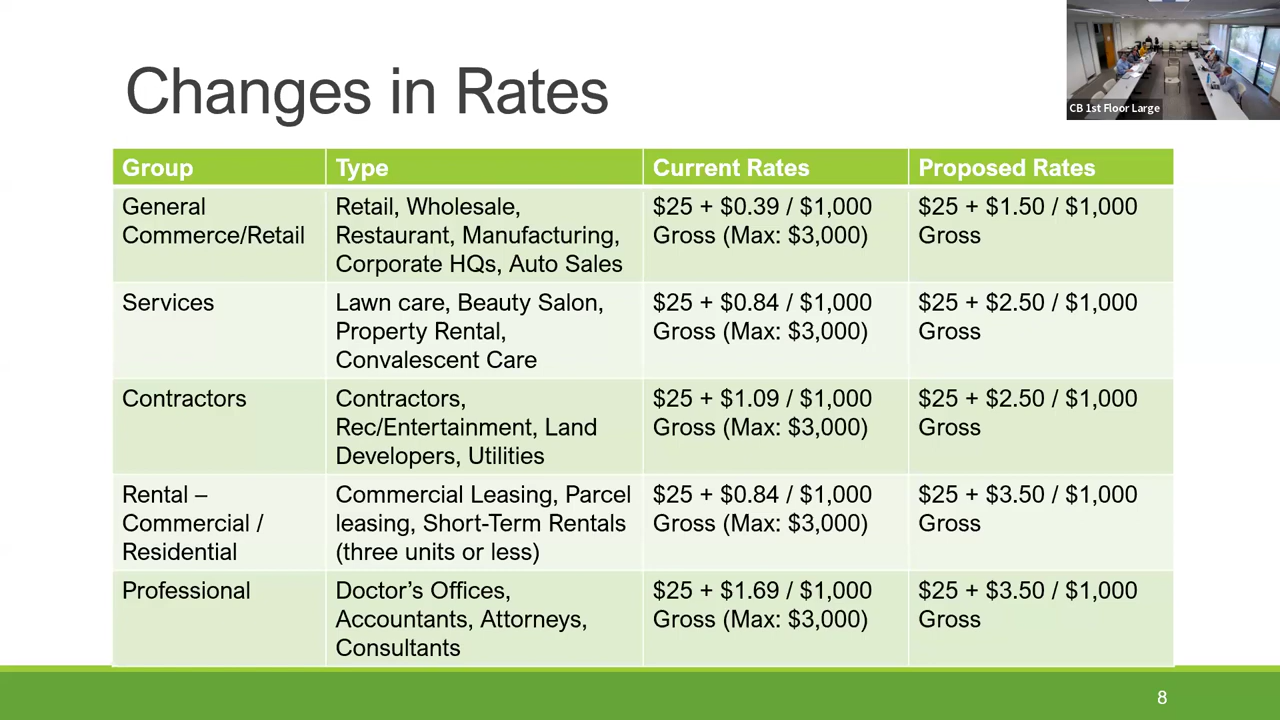 CB 1st Floor Large
Changes in Rates
Group Type Current Rates Proposed Rates
General
Commerce/Retail
Retail, Wholesale,
Restaurant, Manufacturing,
Corporate HQs, Auto Sales
$25 + $0.39 / $1,000
Gross (Max: $3,000)
$25 + $1.50 / $1,000
Gross
Services
Lawn care, Beauty Salon,
Property Rental,
Convalescent Care
$25 + $0.84 / $1,000
Gross (Max: $3,000)
$25 + $2.50 / $1,000
Gross
Contractors
Contractors,
Rec/Entertainment, Land
Developers, Utilities
$25 + $1.09 / $1,000
Gross (Max: $3,000)
$25 + $2.50 / $1,000
Gross
Rental –
Commercial /
Residential
Commercial Leasing, Parcel
leasing, Short-Term Rentals
(three units or less)
$25 + $0.84 / $1,000
Gross (Max: $3,000)
$25 + $3.50 / $1,000
Gross
Professional
Doctor’s Offices,
Accountants, Attorneys,
Consultants
$25 + $1.69 / $1,000
Gross (Max: $3,000)
$25 + $3.50 / $1,000
Gross
8